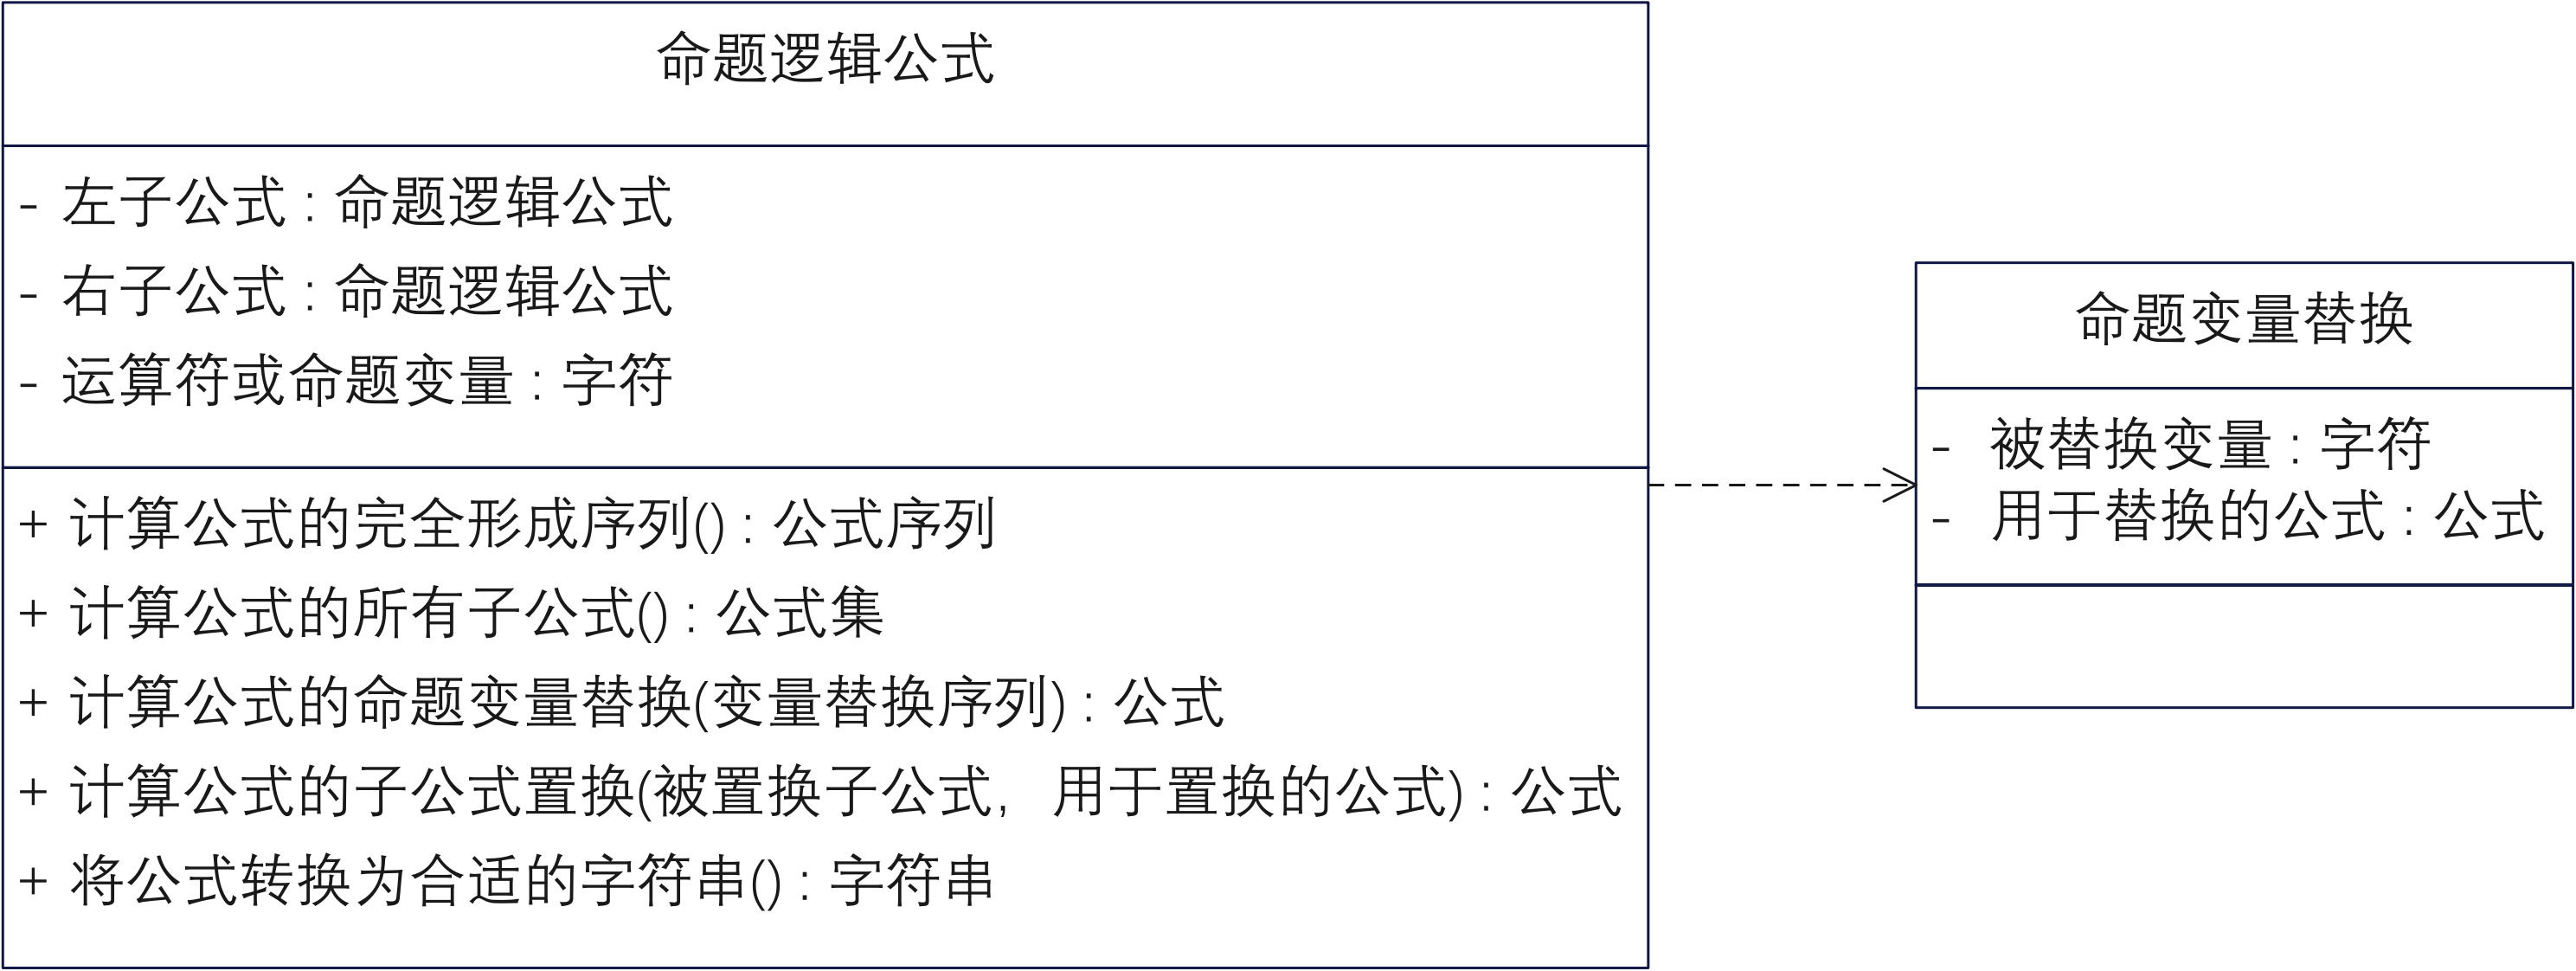 命题逻辑公式
- 左子公式 : 命题逻辑公式
- 右子公式 : 命题逻辑公式
- 运算符或命题变量 : 字符
+ 计算公式的完全形成序列() : 公式序列
+ 计算公式的所有子公式() : 公式集
+ 计算公式的命题变量替换(变量替换序列) : 公式
+ 计算公式的子公式置换(被置换子公式, 用于置换的公式) : 公式
+ 将公式转换为合适的字符串() : 字符串
命题变量替换
- 被替换变量 : 字符
- 用于替换的公式 : 公式